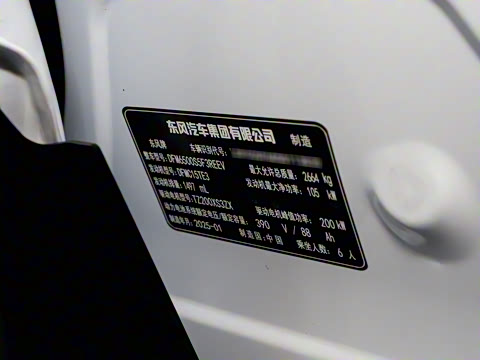 东风汽车集团有限公司 制造
东风牌 车辆识别代号:
整车型号: DFM6500SSF3REEV 最大允许总质量: 2664 kg
发动机型号: DFMC15TE3 发动机最大净功率: 105 kW
发动机排量: 1497 mL
驱动电机型号: TZ200XS3ZX 驱动电机峰值功率: 200 kW
动力电池系统额定电压/额定容量: 390 V / 88 Ah
制造年月: 2025-01 制造国: 中国 乘坐人数: 6 人